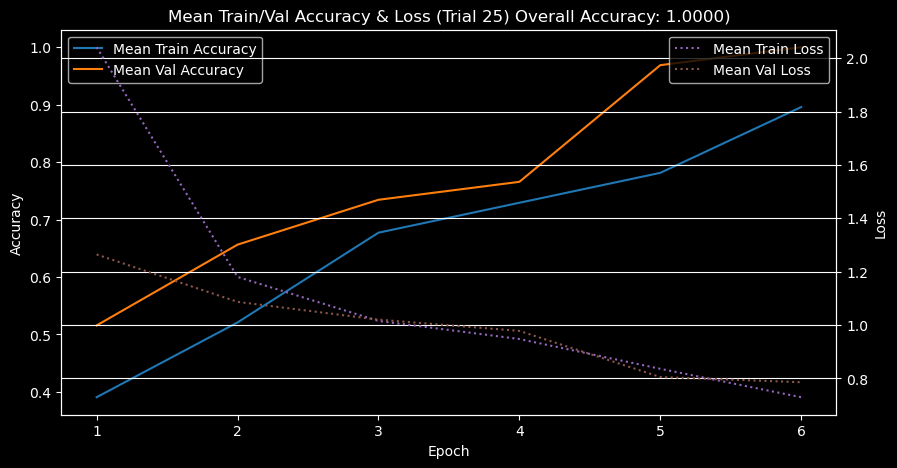 Mean Train/Val Accuracy & Loss (Trial 25) Overall Accuracy: 1.0000)
Mean Train Accuracy
Mean Val Accuracy
Mean Train Loss
Mean Val Loss
1.0
0.9
0.8
0.7
0.6
0.5
0.4
Accuracy
2.0
1.8
1.6
1.4
1.2
1.0
0.8
Loss
1 2 3 4 5 6
Epoch